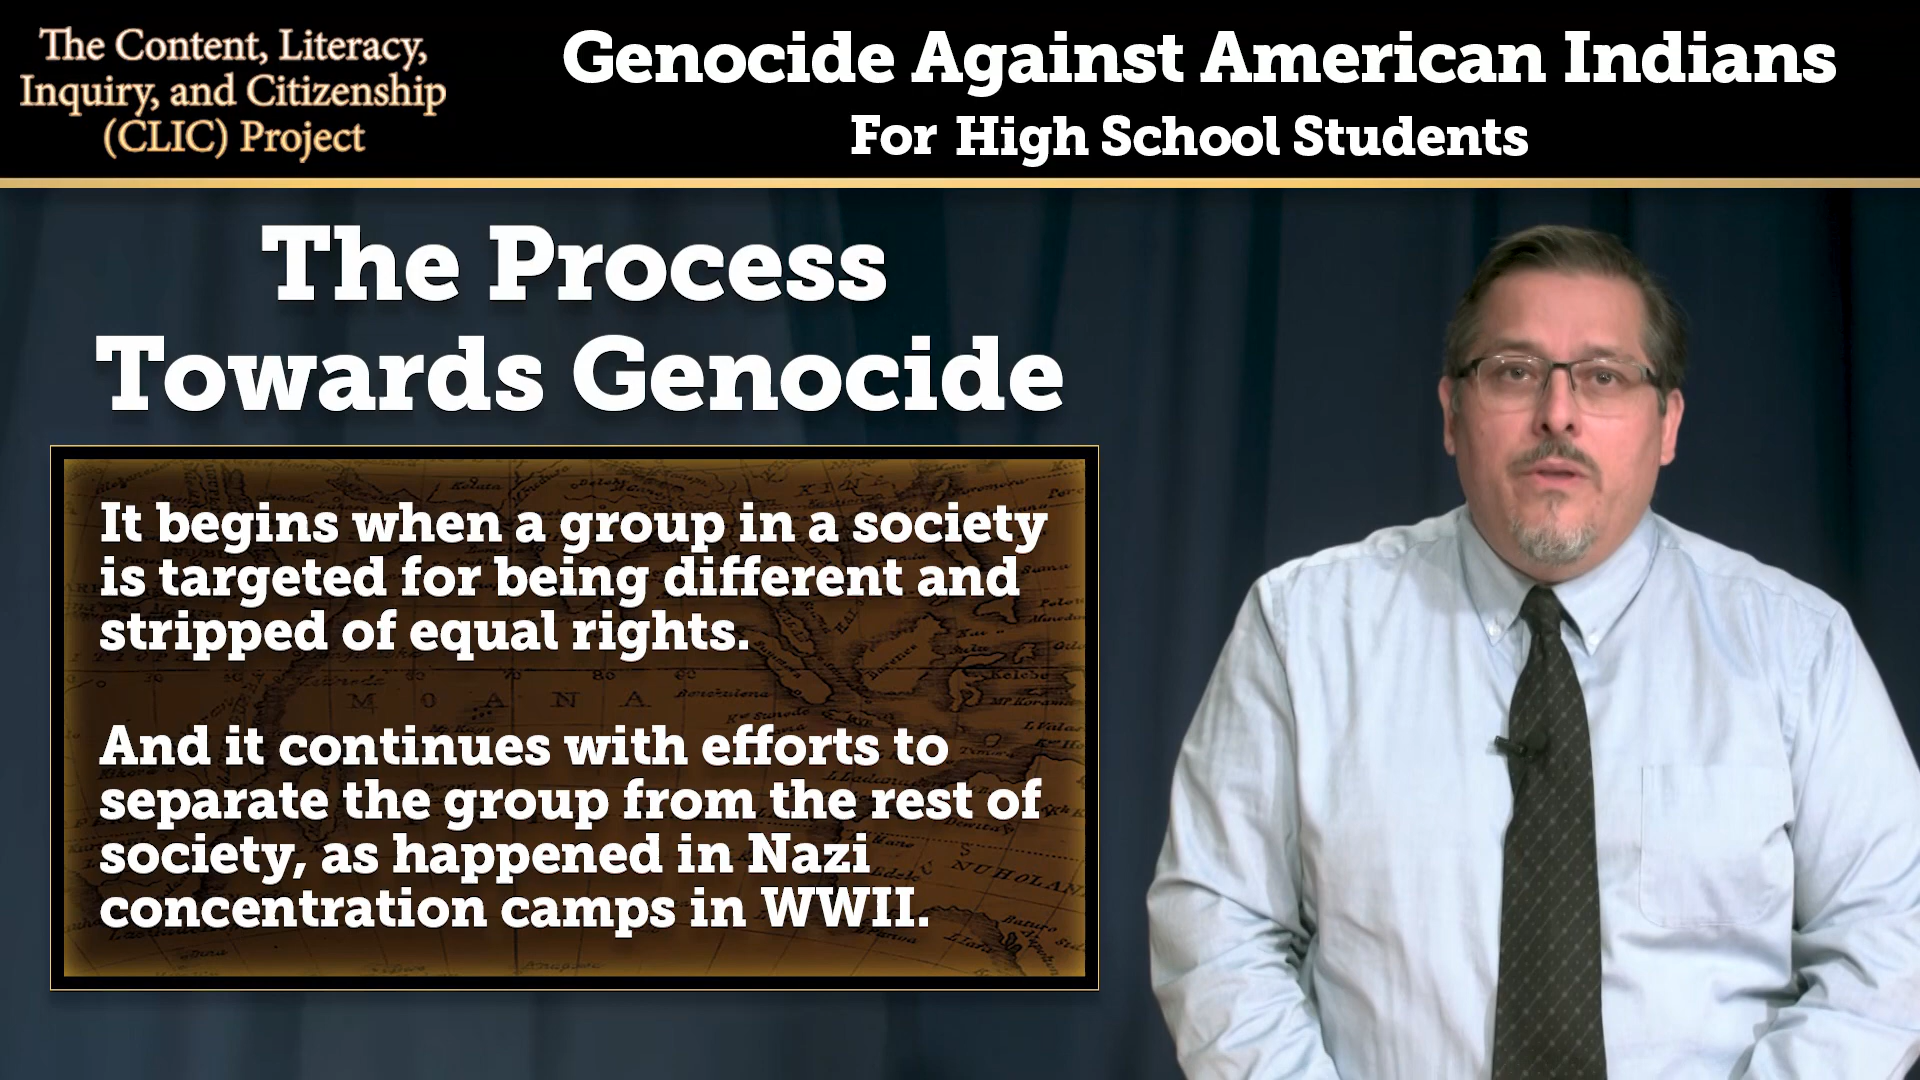 The Content, Literacy,
Inquiry, and Citizenship
(CLIC) Project
Genocide Against American Indians
For High School Students
The Process
Towards Genocide
It begins when a group in a society
is targeted for being different and
stripped of equal rights.
And it continues with efforts to
separate the group from the rest of
society, as happened in Nazi
concentration camps in WWII.
MOANA
NUHOLAN